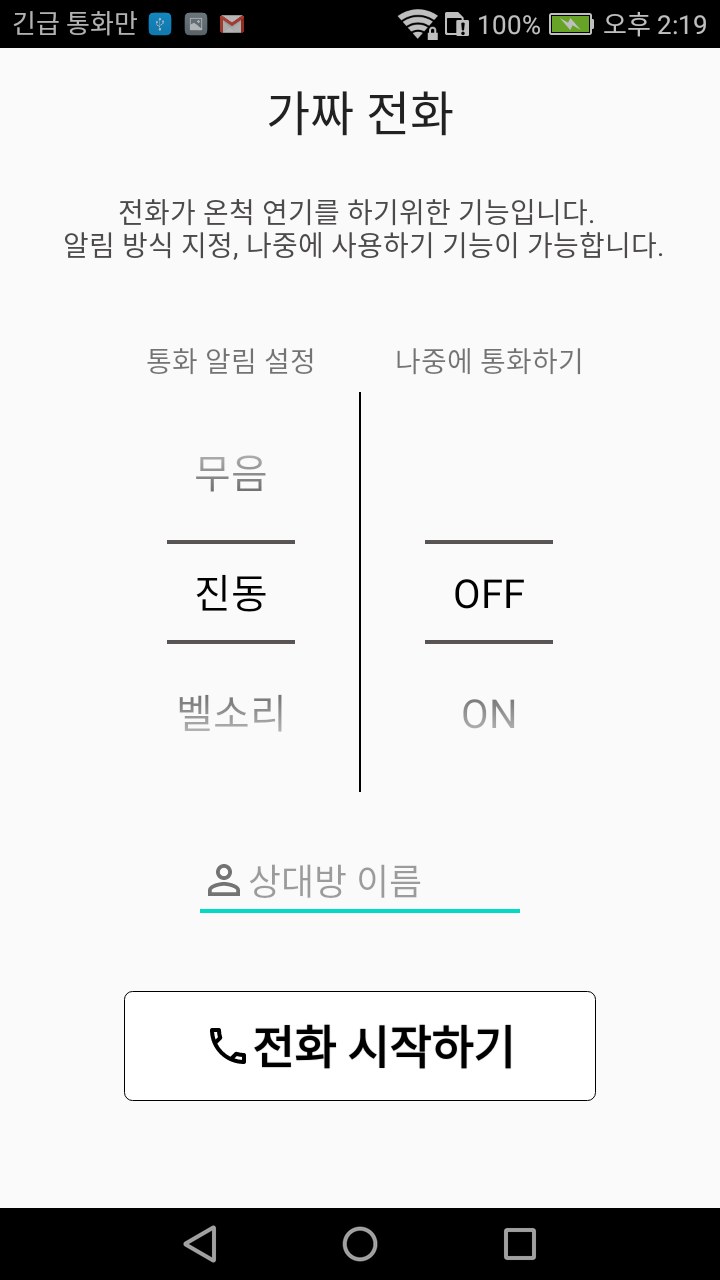 긴급 통화만 100% 오후 2:19
가짜 전화
전화가 온척 연기를 하기위한 기능입니다.
알림 방식 지정, 나중에 사용하기 기능이 가능합니다.
통화 알림 설정 나중에 통화하기
무음
진동 OFF
벨소리 ON
상대방 이름
전화 시작하기